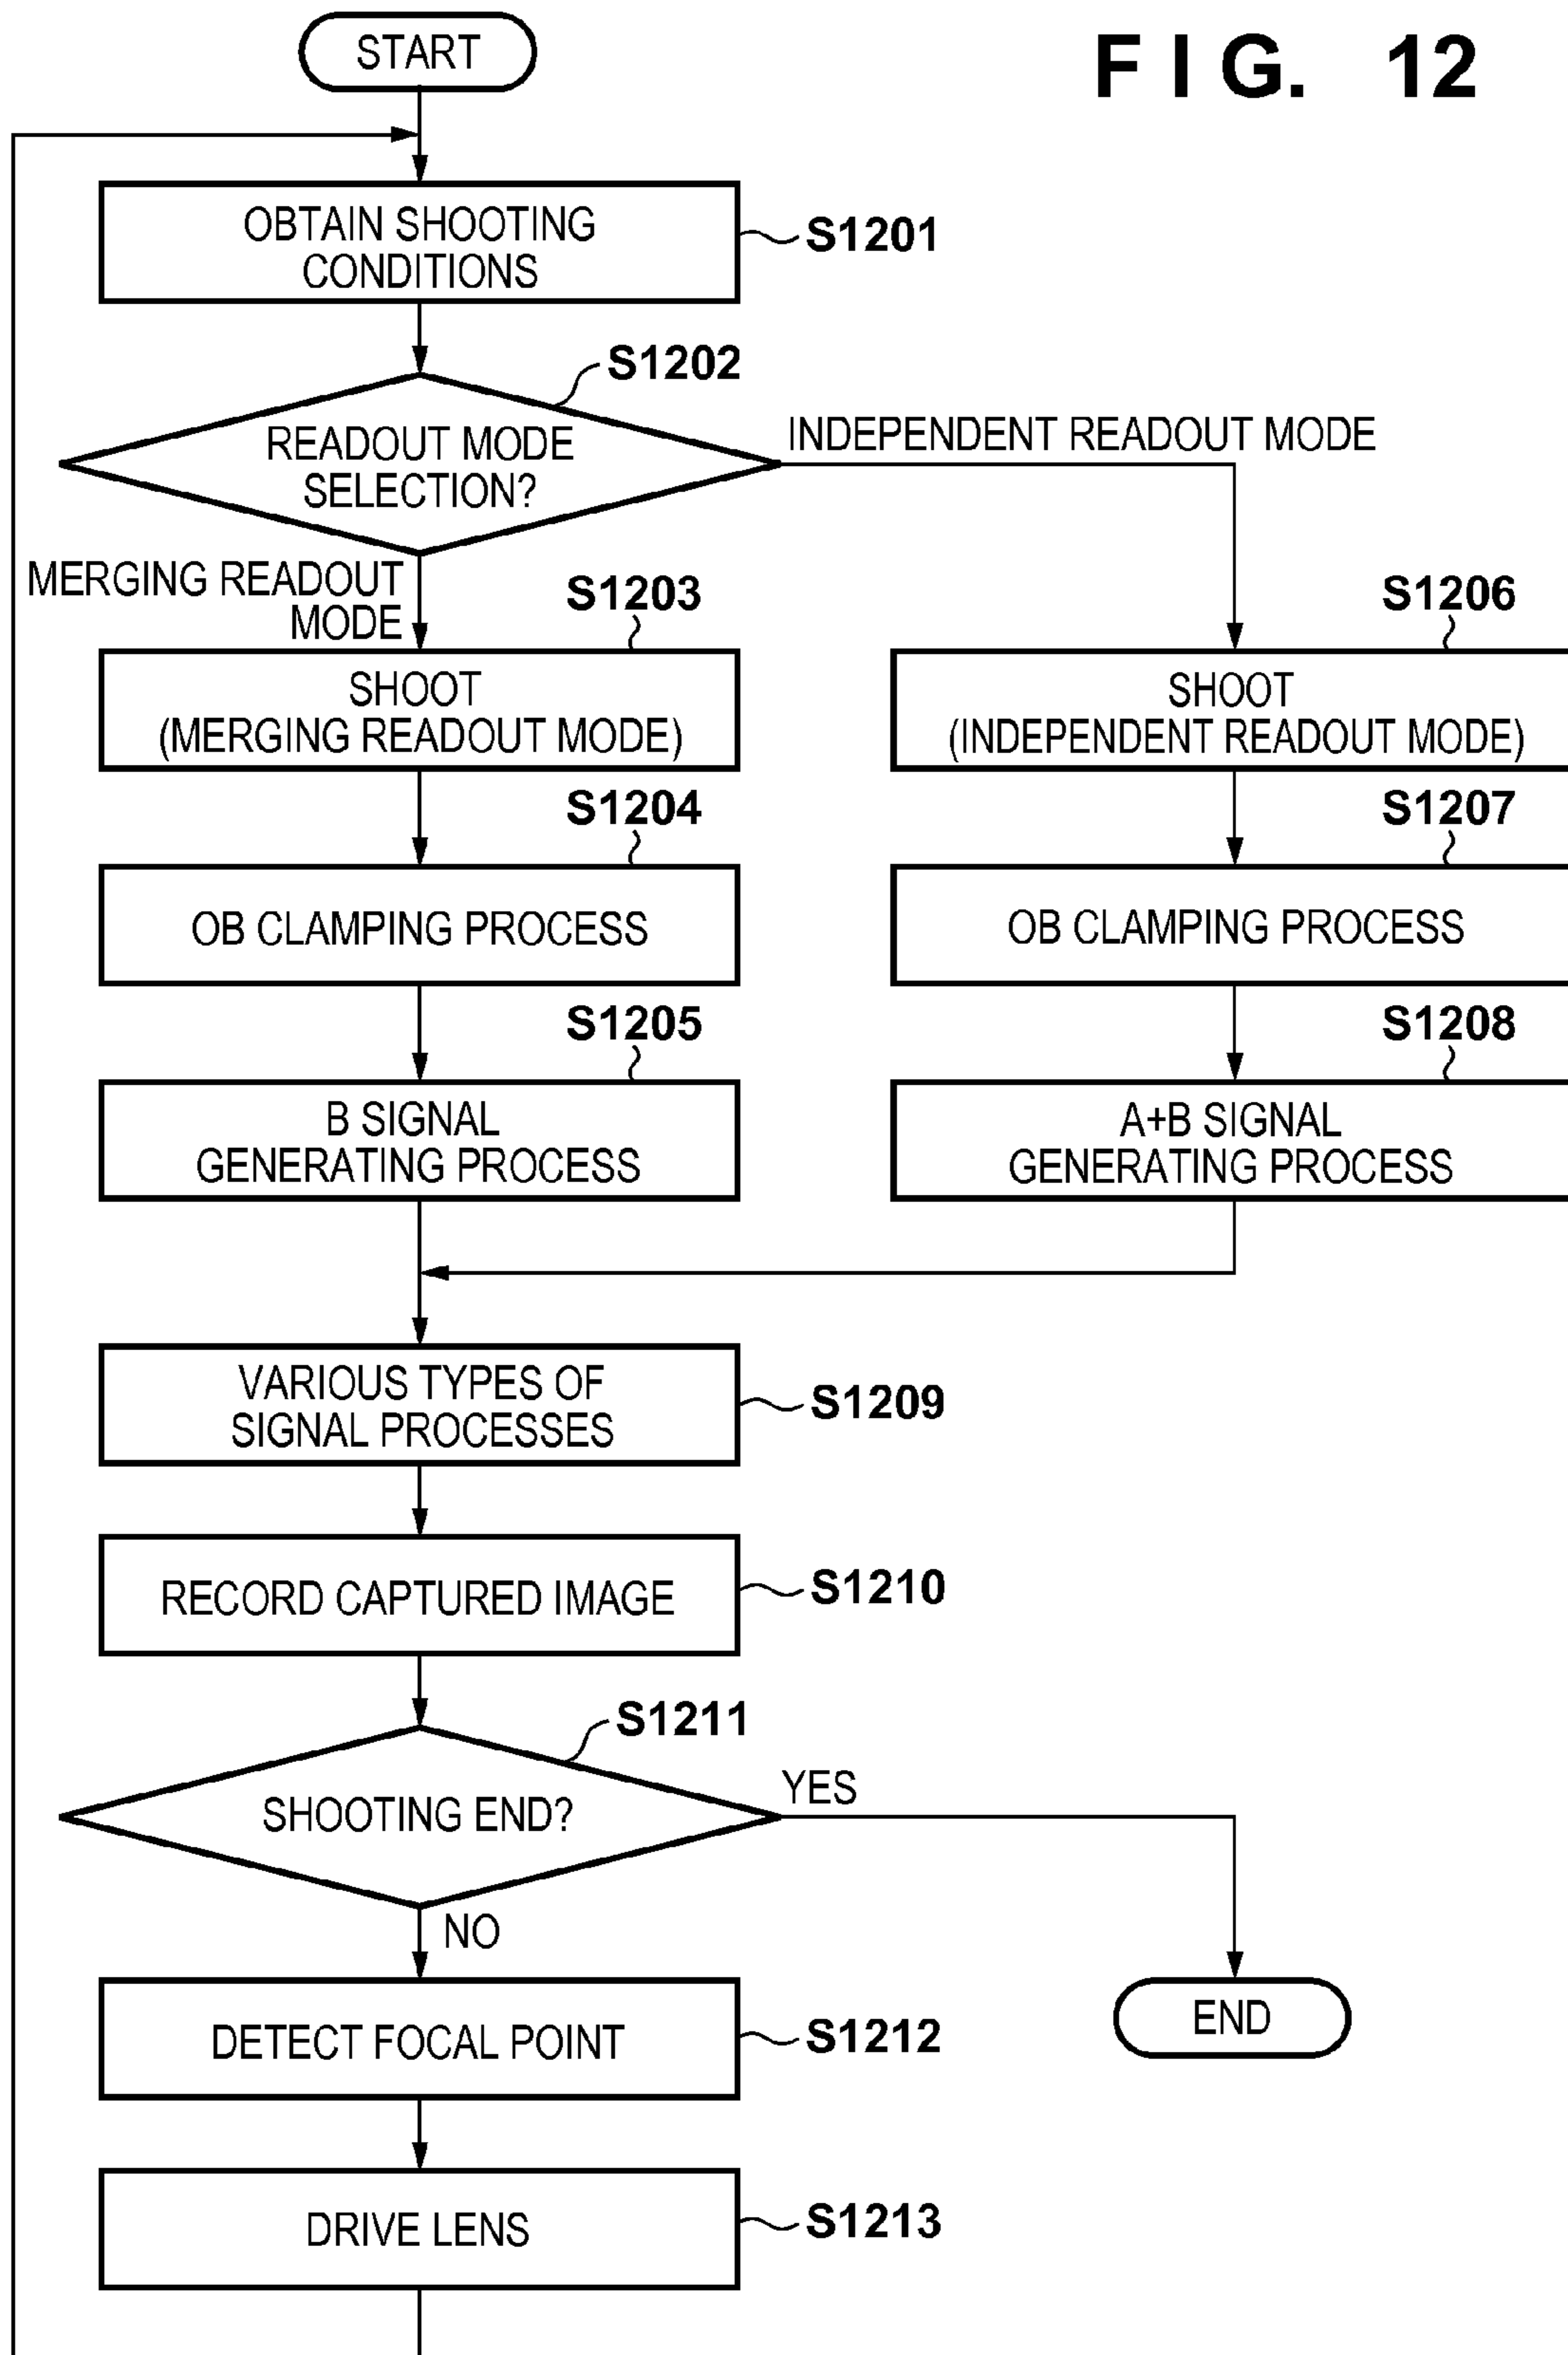 FIG. 12
START
OBTAIN SHOOTING
CONDITIONS
S1201
S1202
READOUT MODE
SELECTION?
INDEPENDENT READOUT MODE
MERGING READOUT
MODE
S1203
SHOOT
(MERGING READOUT MODE)
S1206
SHOOT
(INDEPENDENT READOUT MODE)
S1204
OB CLAMPING PROCESS
S1207
OB CLAMPING PROCESS
S1205
B SIGNAL
GENERATING PROCESS
S1208
A+B SIGNAL
GENERATING PROCESS
VARIOUS TYPES OF
SIGNAL PROCESSES
S1209
RECORD CAPTURED IMAGE
S1210
S1211
SHOOTING END?
YES
NO
DETECT FOCAL POINT
S1212
END
DRIVE LENS
S1213